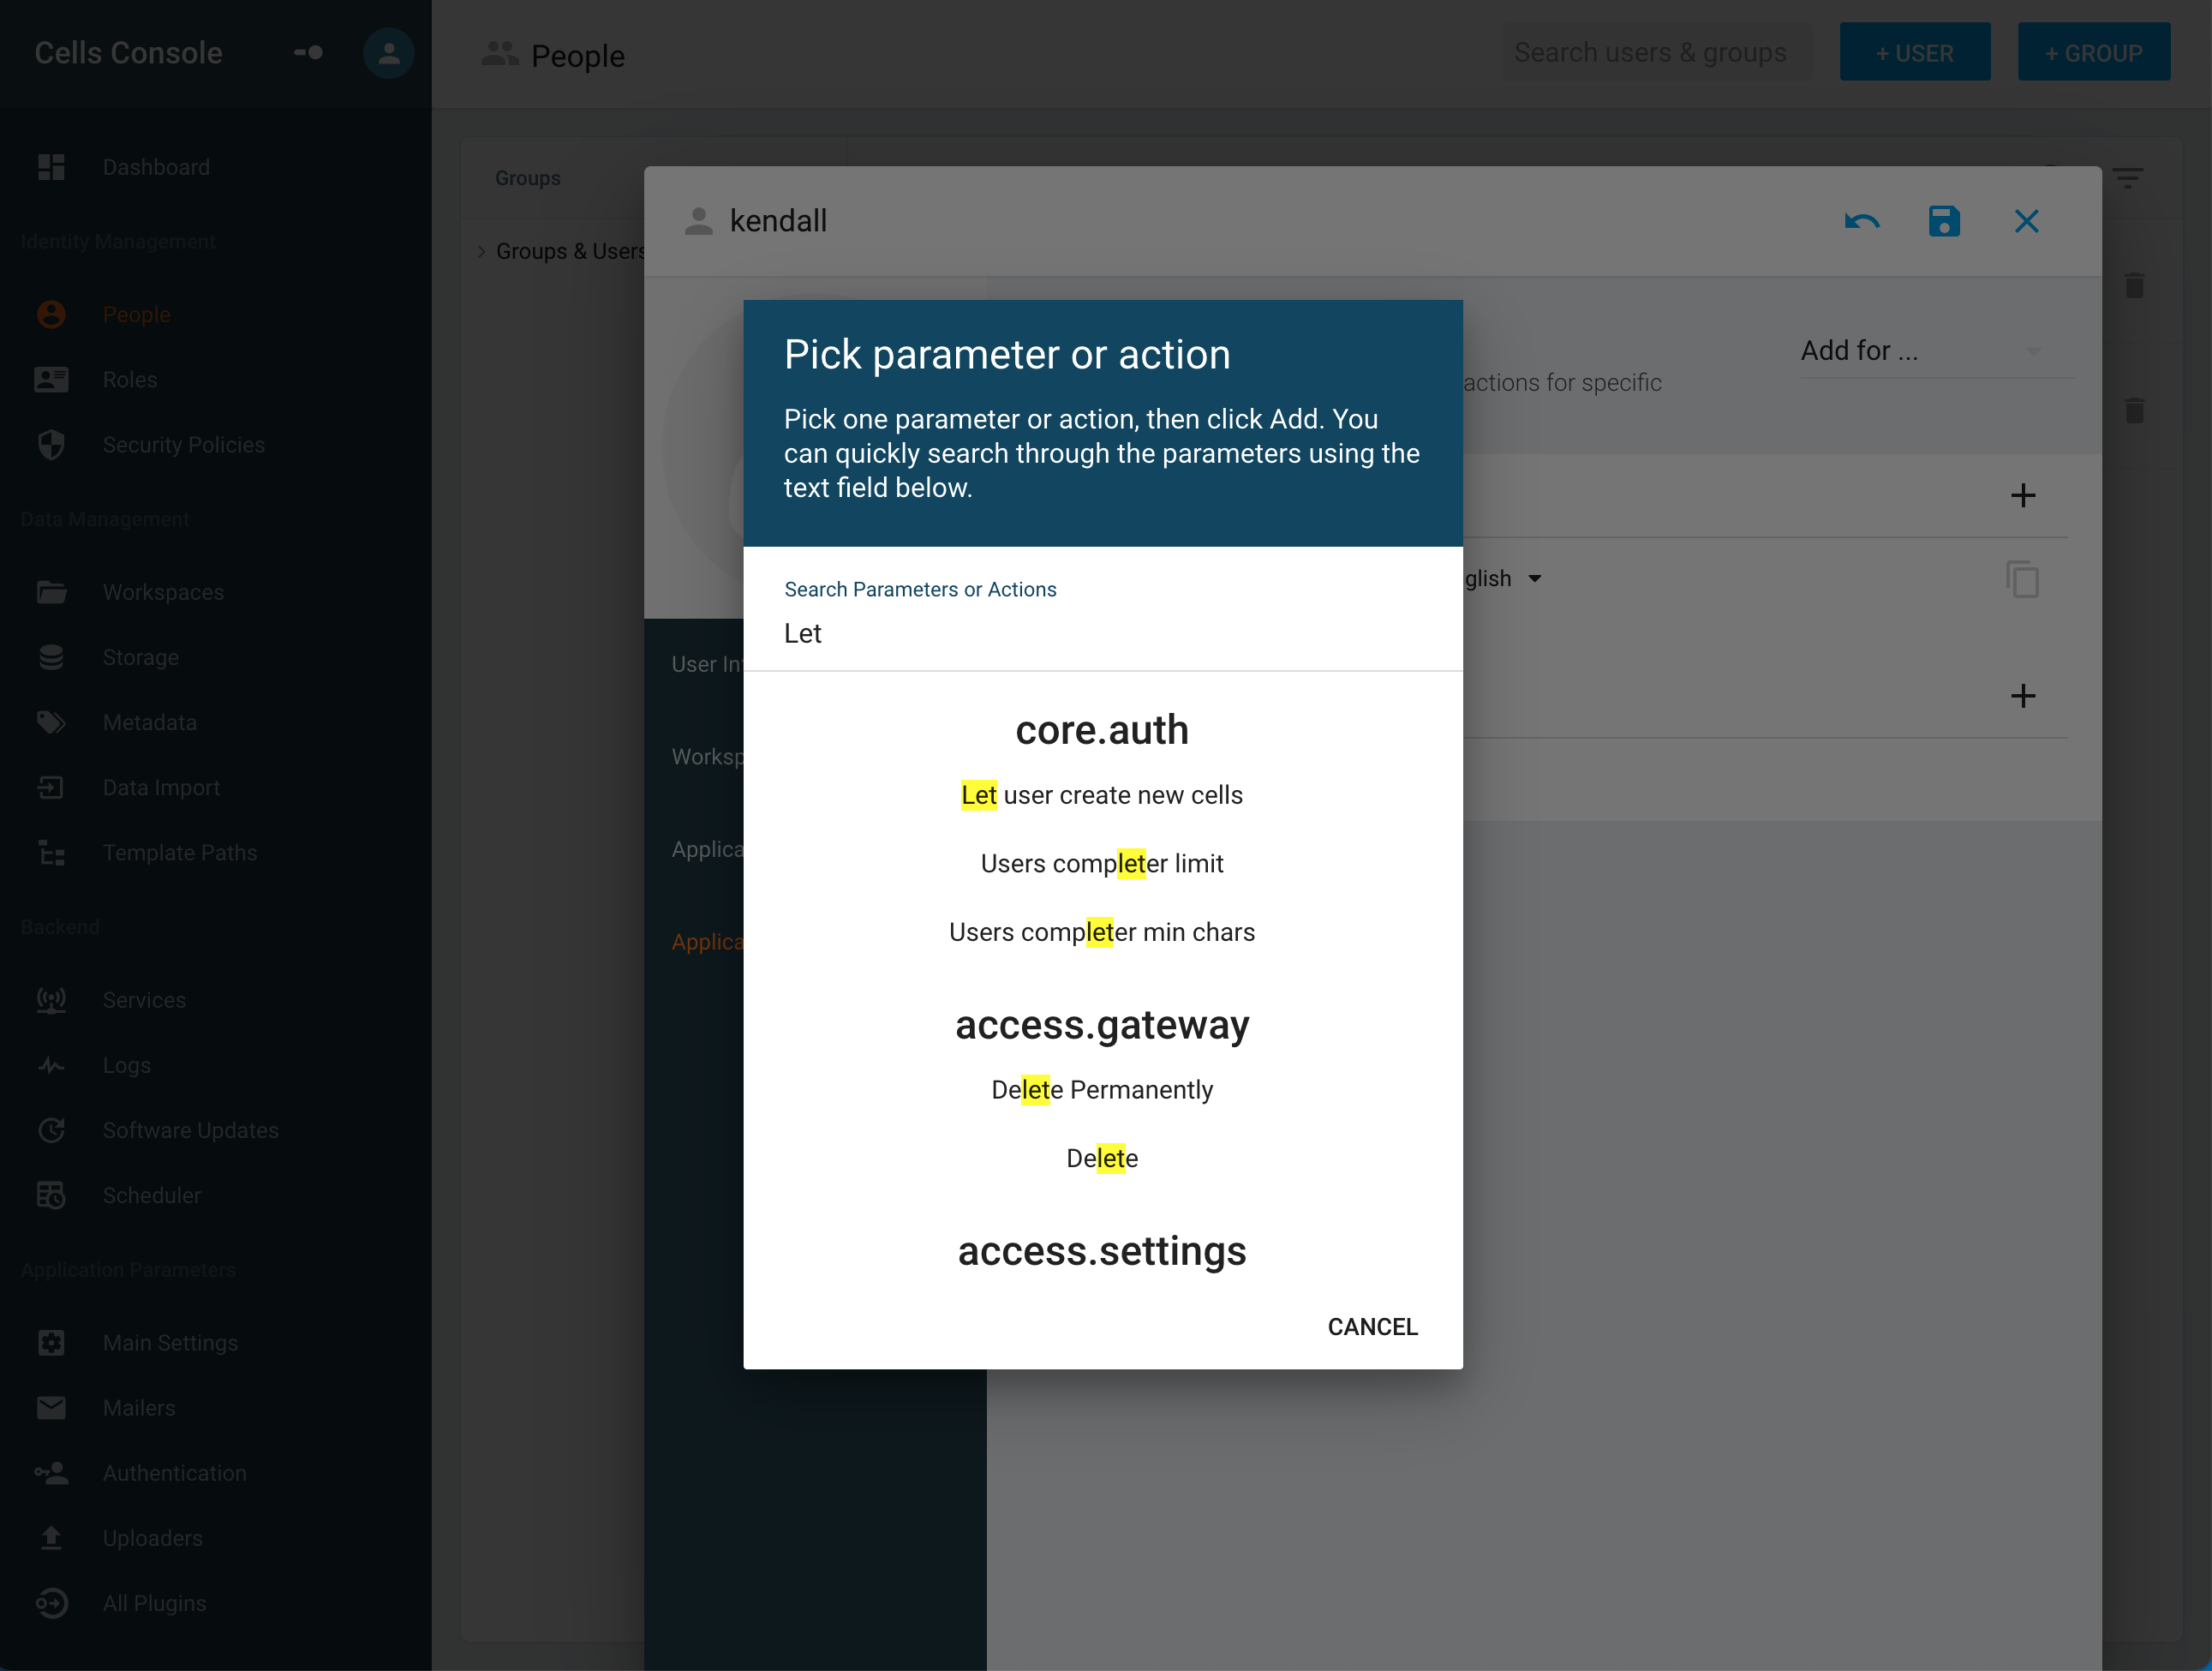 Cells Console
People
Search users & groups
+ USER
+ GROUP
Dashboard
Identity Management
People
Roles
Security Policies
Data Management
Workspaces
Storage
Metadata
Data Import
Template Paths
Backend
Services
Logs
Software Updates
Scheduler
Application Parameters
Main Settings
Mailers
Authentication
Uploaders
All Plugins
Groups
Groups & Users
kendall
Add for ...
actions for specific
glish
User In
Worksp
Applica
Applica
Pick parameter or action
Pick one parameter or action, then click Add. You
can quickly search through the parameters using the
text field below.
Search Parameters or Actions
Let
core.auth
Let user create new cells
Users completer limit
Users completer min chars
access.gateway
Delete Permanently
Delete
access.settings
CANCEL